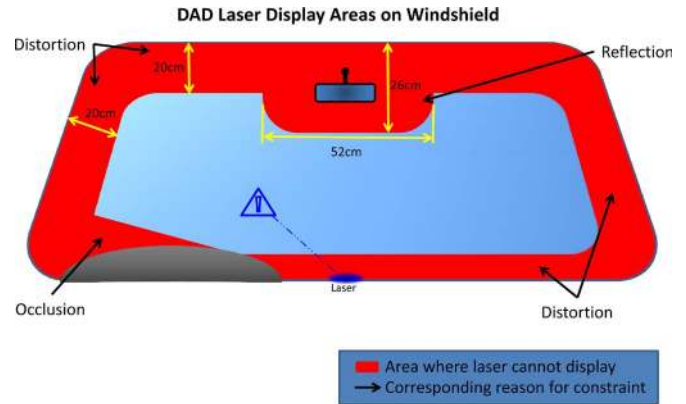 DAD Laser Display Areas on Windshield
Distortion
Reflection
20cm
26cm
20cm
52cm
Laser
Occlusion
Distortion
Area where laser cannot display
Corresponding reason for constraint